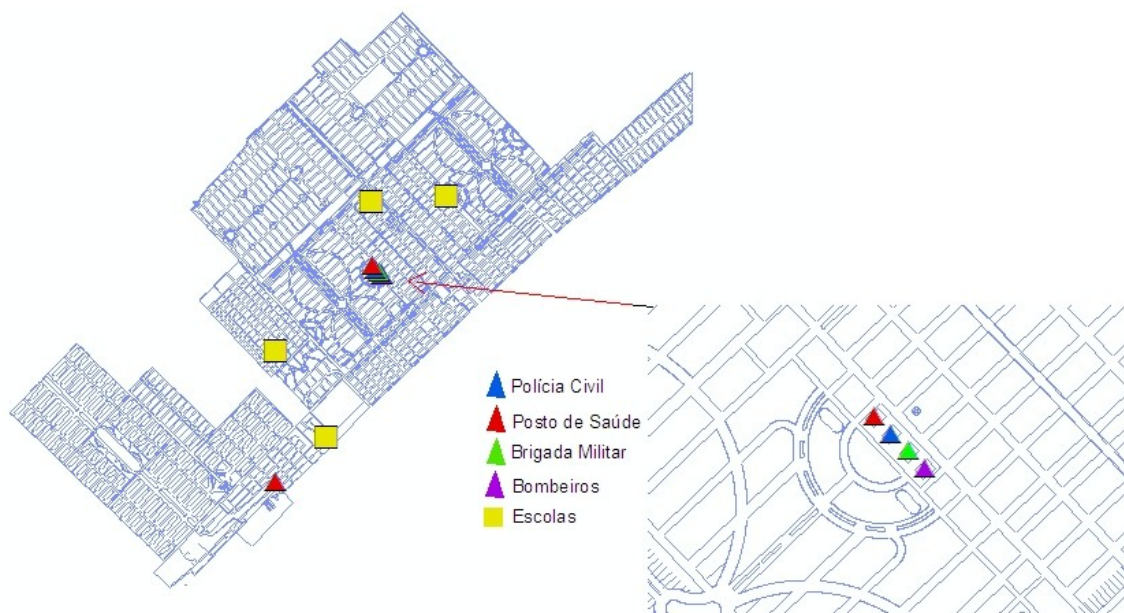 Polícia Civil
Posto de Saúde
Brigada Militar
Bombeiros
Escolas